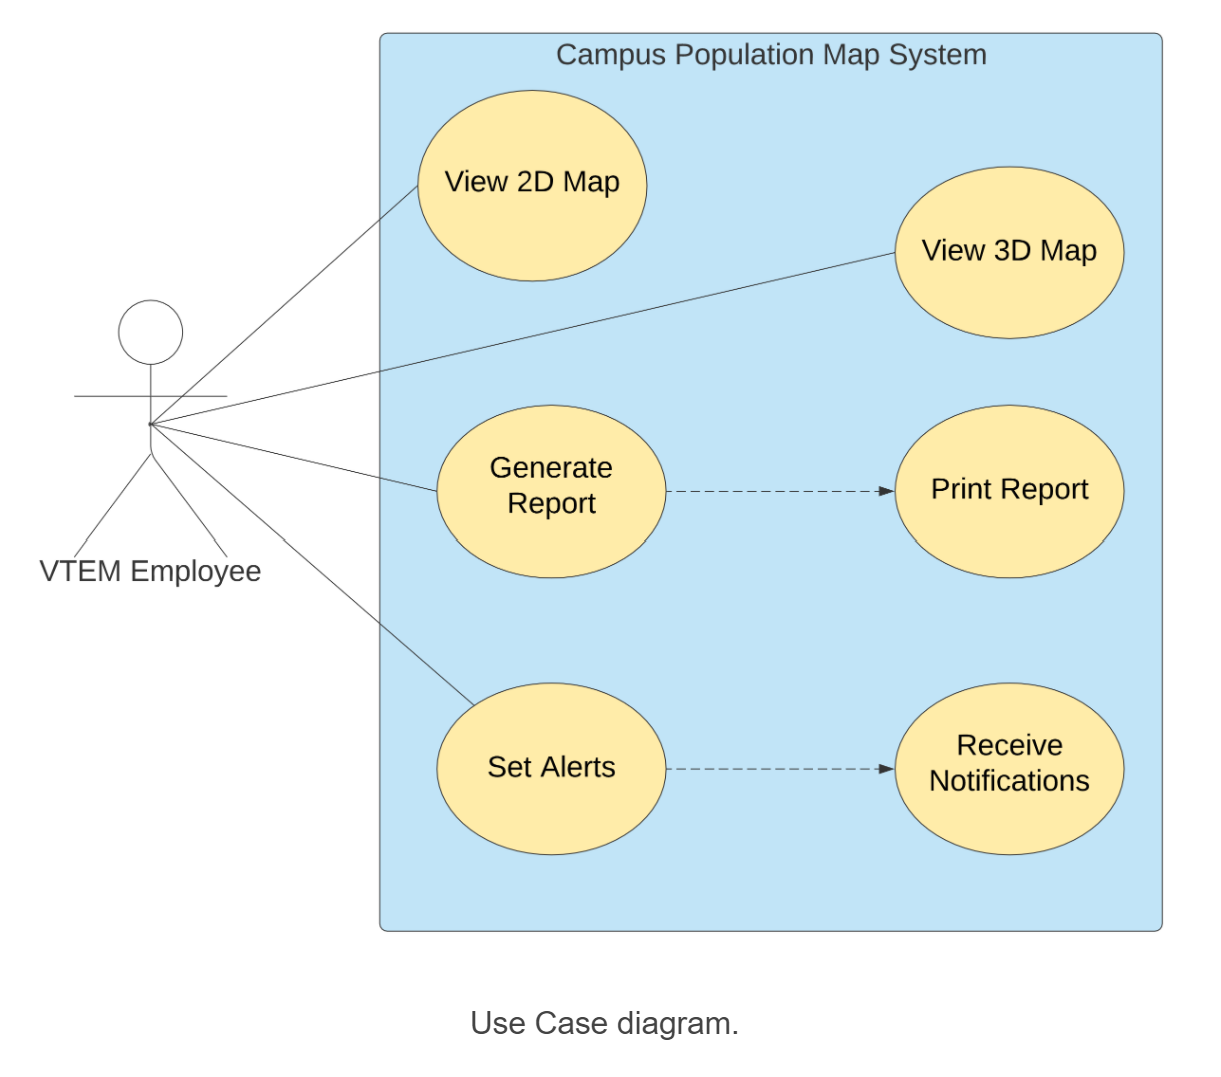 Campus Population Map System
View 2D Map
View 3D Map
Generate
Report
Print Report
VTEM Employee
Set Alerts
Receive
Notifications
Use Case diagram.